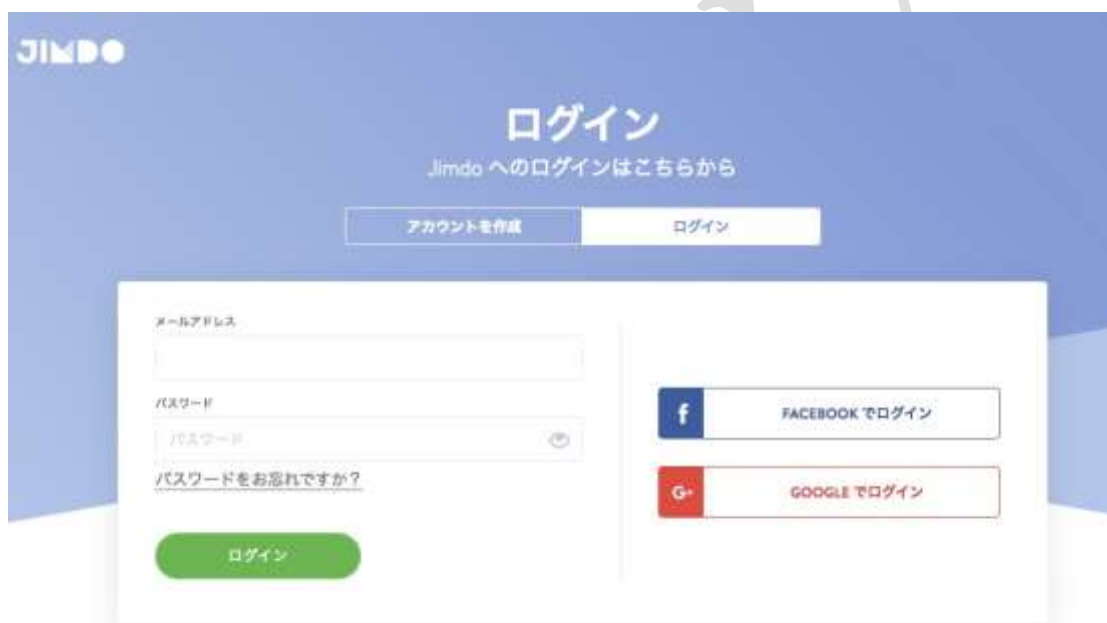 JIMDO
ログイン
Jimdo へのログインはこちらから
アカウントを作成
ログイン
メールアドレス
パスワード
パスワード
パスワードをお忘れですか？
ログイン
f
FACEBOOK でログイン
G+
GOOGLE でログイン